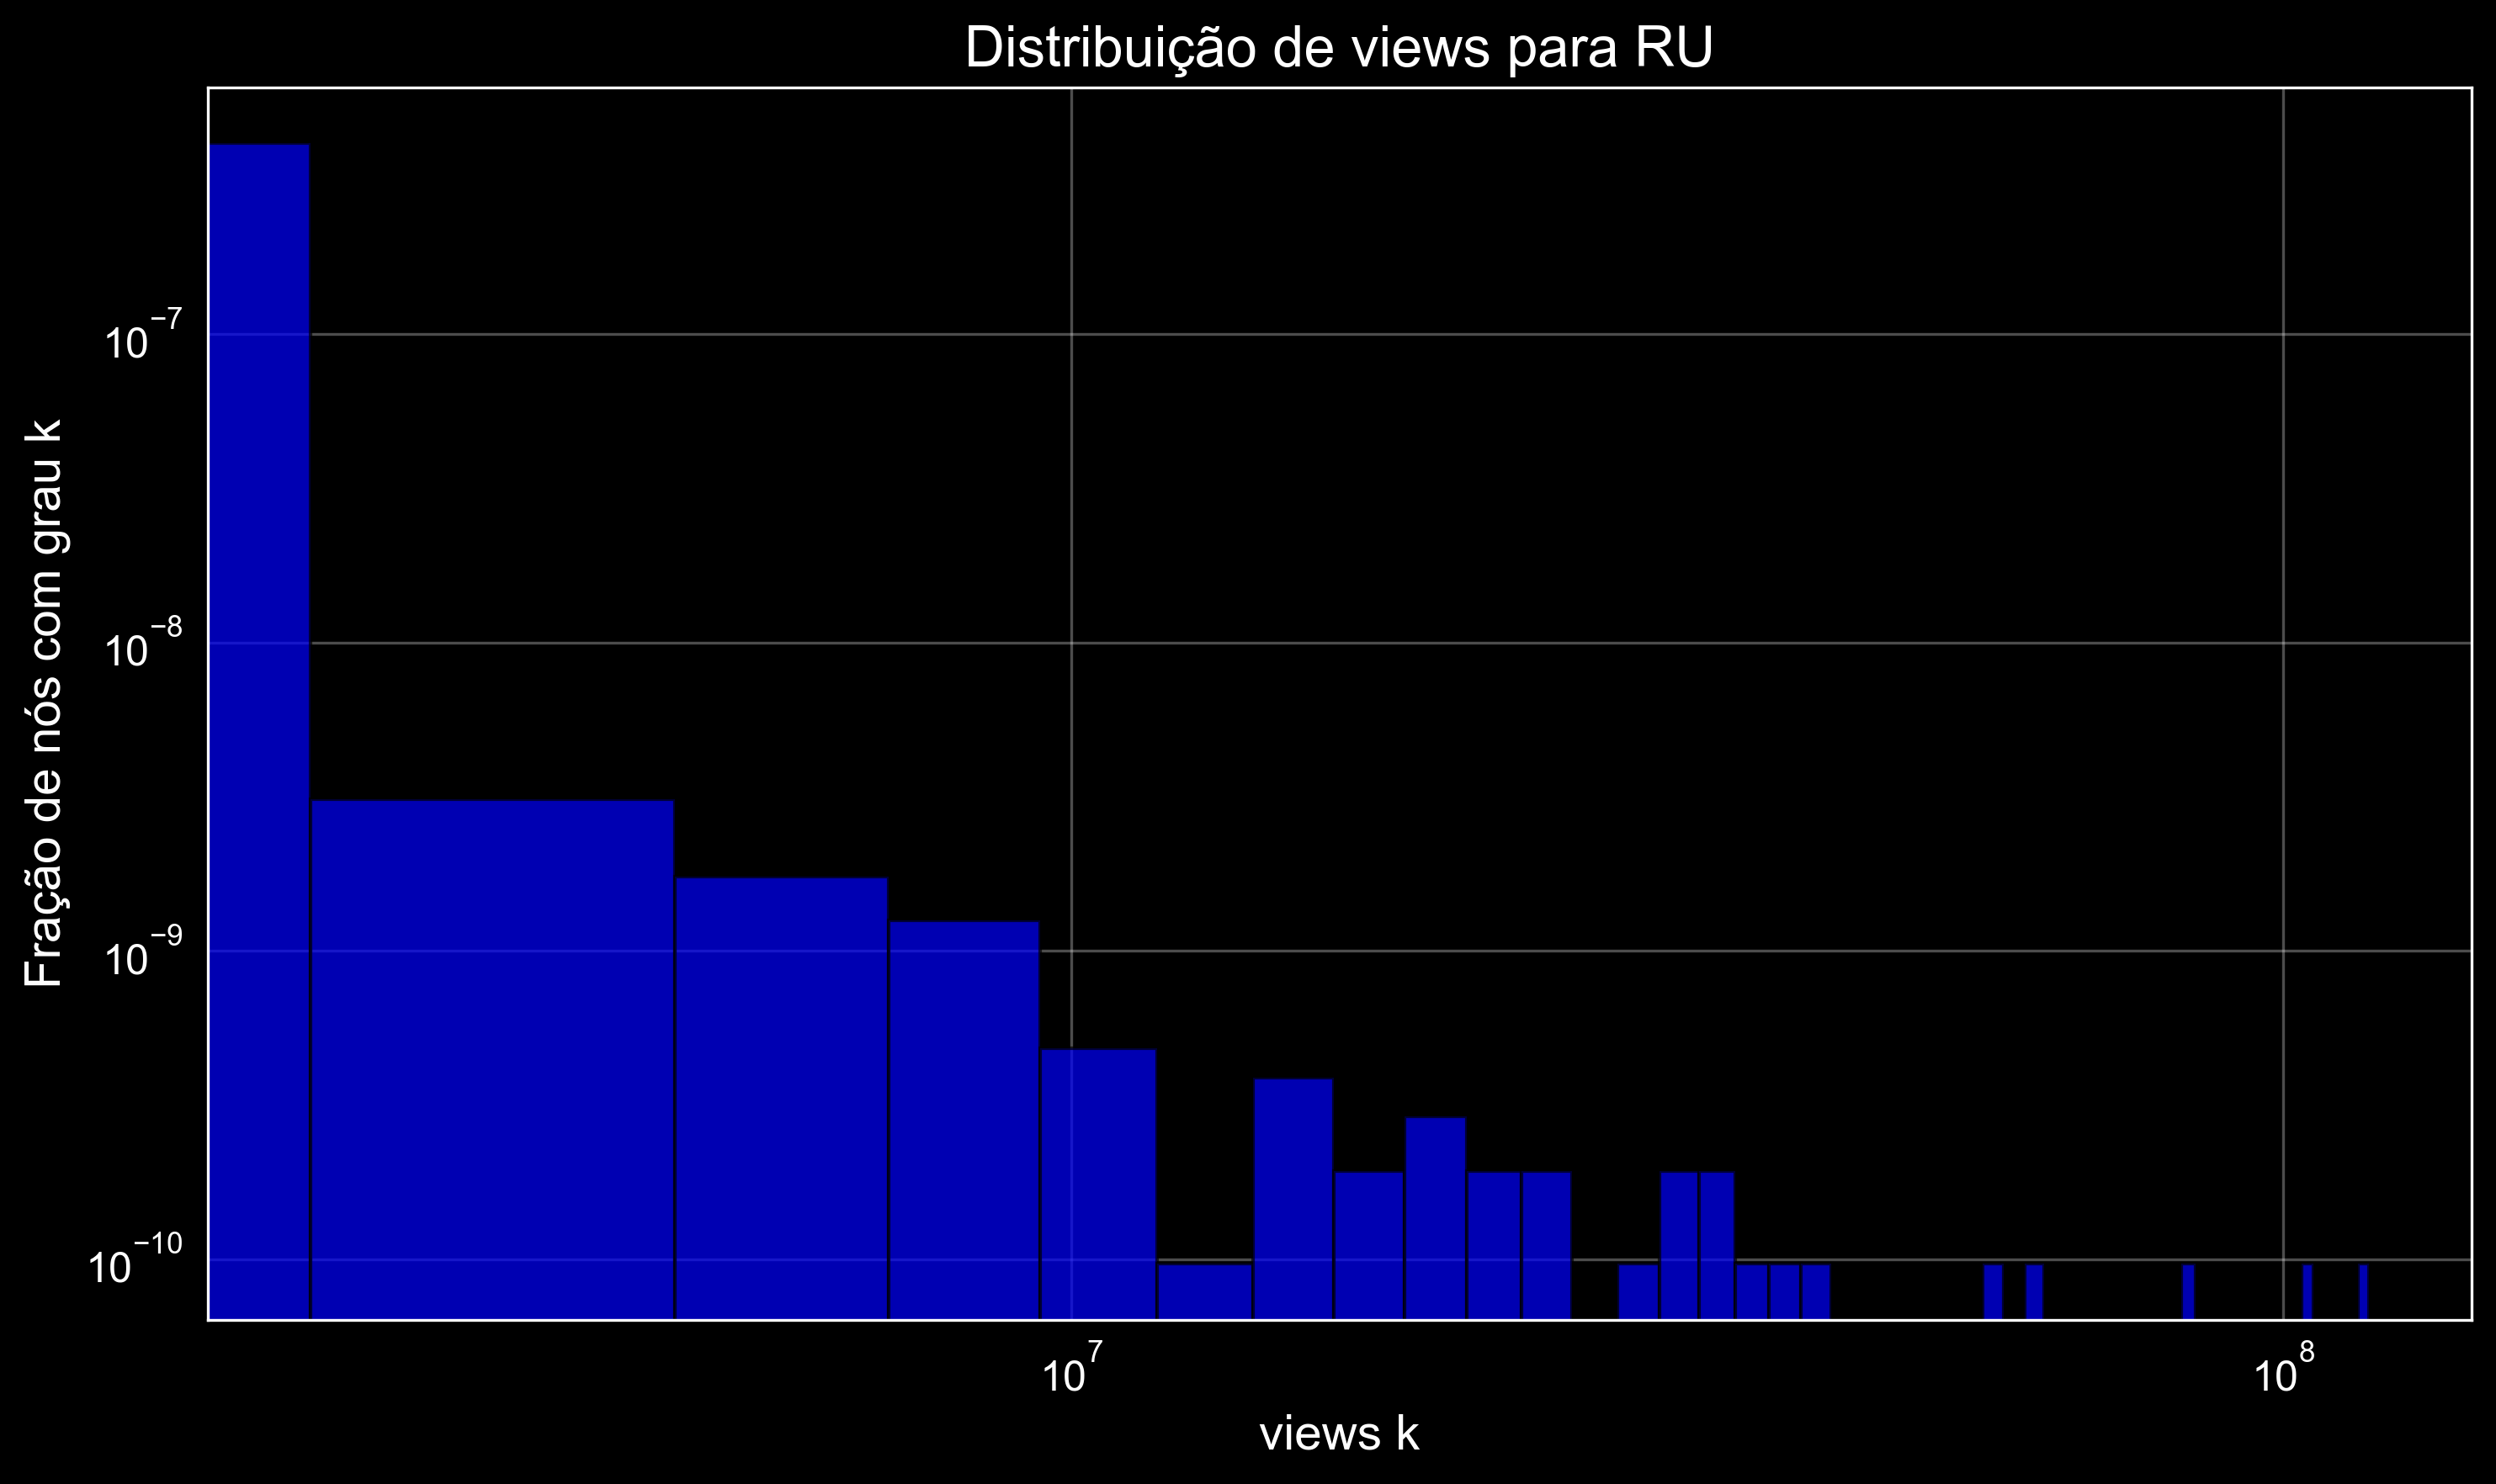 Distribuição de views para RU
Fração de nós com grau k
10⁻⁷
10⁻⁸
10⁻⁹
10⁻¹⁰
10⁷
10⁸
views k